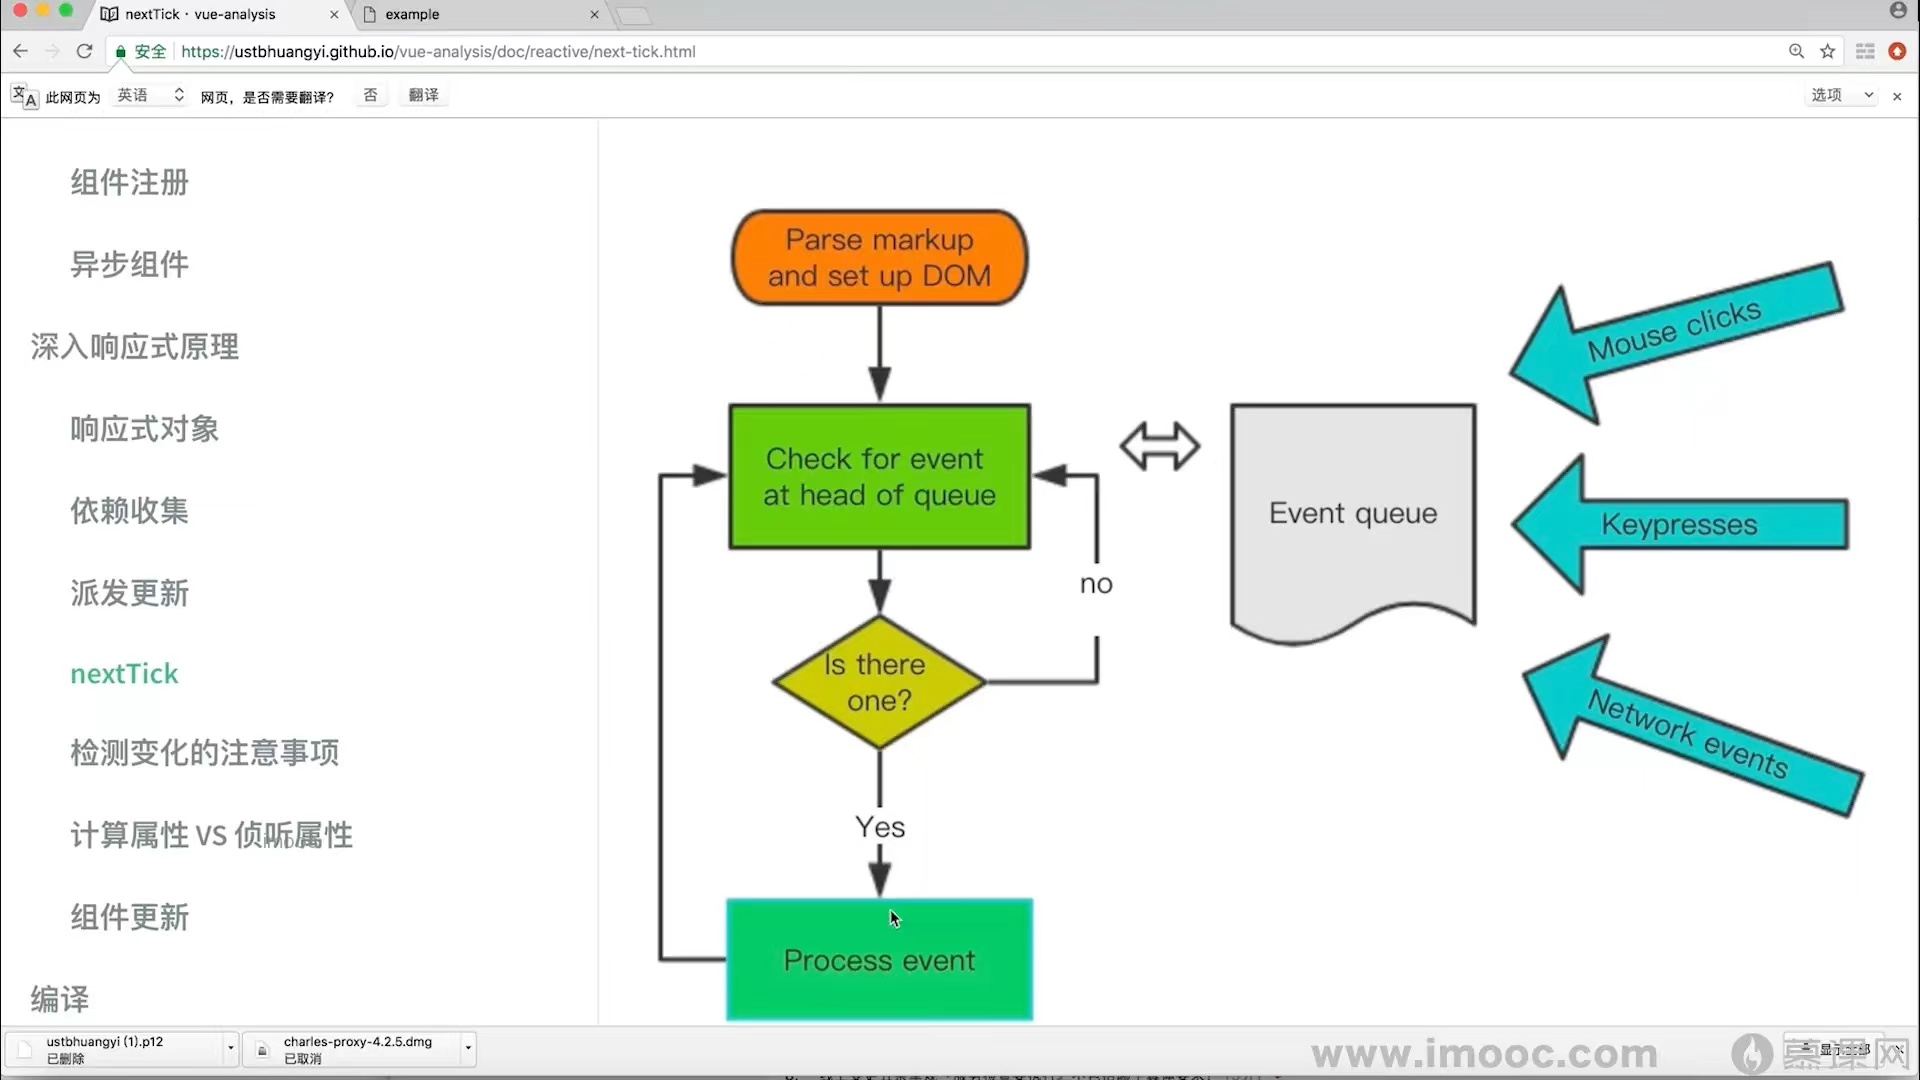 nextTick · vue-analysis
example
安全
https://ustbhuangyi.github.io/vue-analysis/doc/reactive/next-tick.html
此网页为 英语 网页，是否需要翻译？ 否 翻译
选项
组件注册
异步组件
深入响应式原理
响应式对象
依赖收集
派发更新
nextTick
检测变化的注意事项
计算属性 VS 侦听属性
组件更新
编译
Parse markup
and set up DOM
Check for event
at head of queue
Is there
one?
no
Yes
Process event
Event queue
Mouse clicks
Keypresses
Network events
ustbhuangyi (1).p12
已删除
charles-proxy-4.2.5.dmg
已取消
www.imooc.com
慕课网